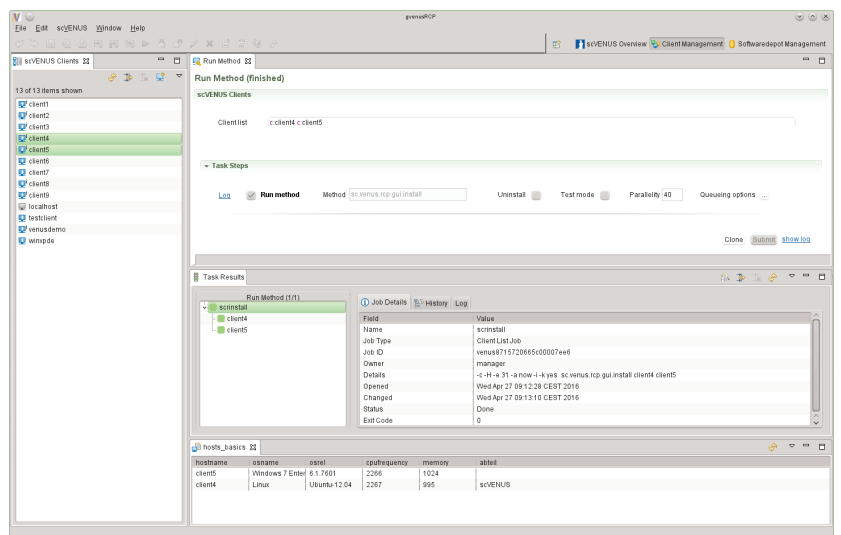 gvenusRCP
File Edit scVENUS Window Help
scVENUS Overview Client Management Softwaredepot Management
scVENUS Clients
13 of 13 items shown
client1
client2
client3
client4
client5
client6
client7
client8
client9
localhost
testclient
venusdemo
winxpde
Run Method
Run Method (finished)
scVENUS Clients
Client list c:client4 c:client5
Task Steps
Log Run method Method sc.venus.rcp.gui.install Uninstall Test mode Parallelity 40 Queueing options ...
Clone Submit show log
Task Results
Run Method (1/1)
scrinstall
client4
client5
Job Details History Log
Field Value
Name scrinstall
Job Type Client List Job
Job ID venus8715720665c00007ee6
Owner manager
Details -c -H -e 31 -a now -i -k yes sc.venus.rcp.gui.install client4 client5
Opened Wed Apr 27 09:12:28 CEST 2016
Changed Wed Apr 27 09:13:10 CEST 2016
Status Done
Exit Code 0
hosts_basics
hostname osname osrel cpufrequency memory abteil
client5 Windows 7 Enter 6.1.7601 2266 1024
client4 Linux Ubuntu-12.04 2267 995 scVENUS